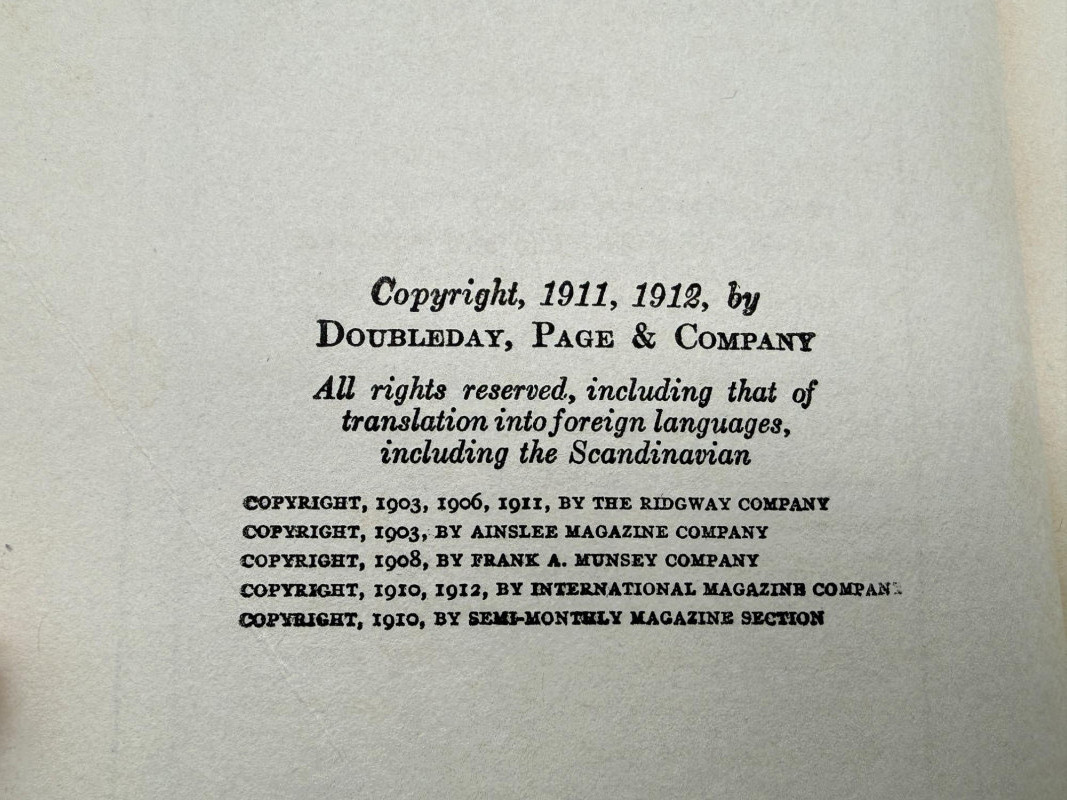 Copyright, 1911, 1912, by
DOUBLEDAY, PAGE & COMPANY
All rights reserved, including that of
translation into foreign languages,
including the Scandinavian
COPYRIGHT, 1903, 1906, 1911, BY THE RIDGWAY COMPANY
COPYRIGHT, 1903, BY AINSLEE MAGAZINE COMPANY
COPYRIGHT, 1908, BY FRANK A. MUNSEY COMPANY
COPYRIGHT, 1910, 1912, BY INTERNATIONAL MAGAZINE COMPANY
COPYRIGHT, 1910, BY SEMI-MONTHLY MAGAZINE SECTION